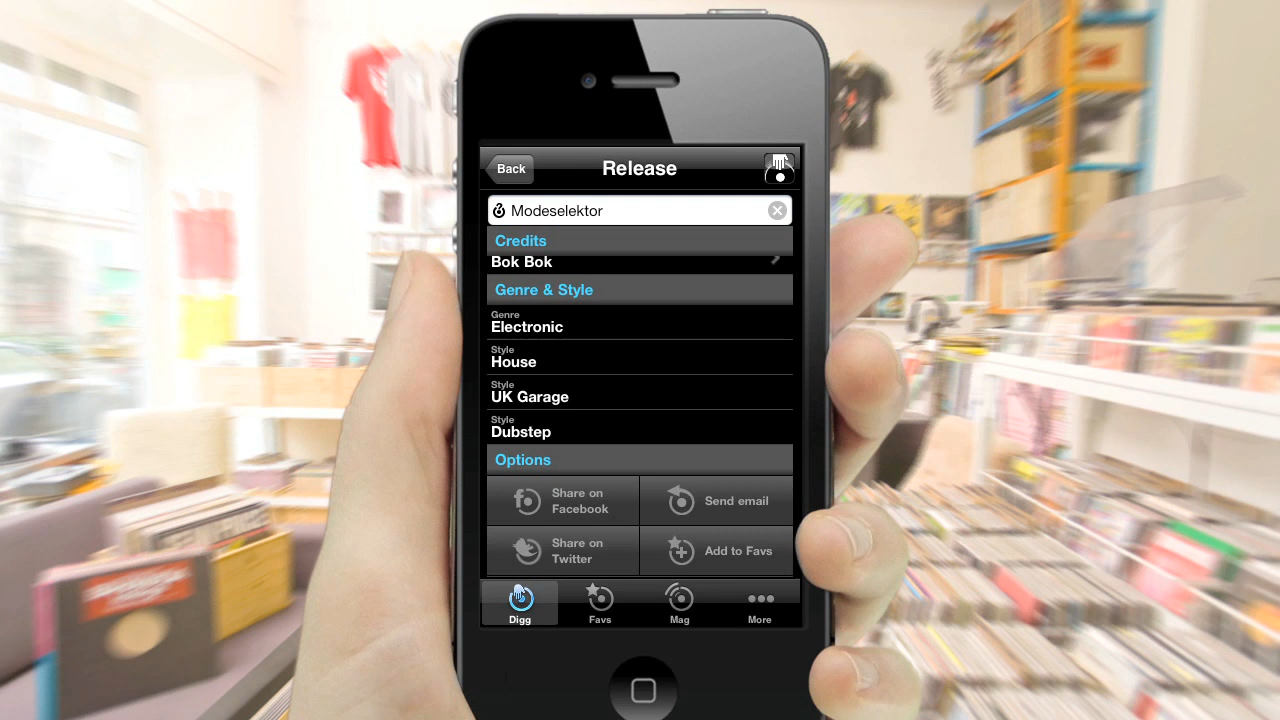 Back
Release
Modeselektor
Credits
Bok Bok
Genre & Style
Genre
Electronic
Style
House
Style
UK Garage
Style
Dubstep
Options
Share on
Facebook
Send email
Share on
Twitter
Add to Favs
Digg
Favs
Mag
More